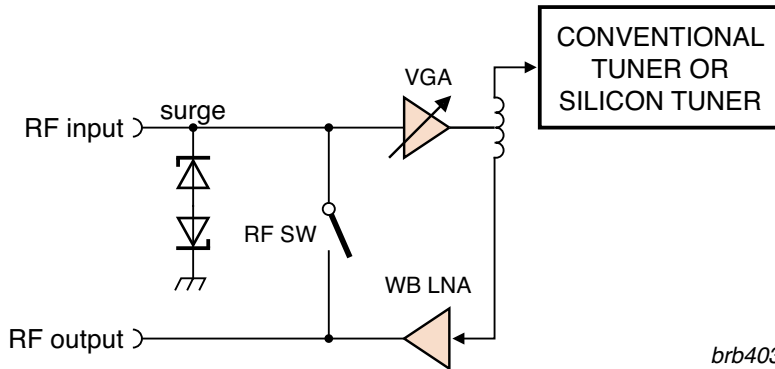 CONVENTIONAL
TUNER OR
SILICON TUNER
VGA
surge
RF input
RF SW
WB LNA
RF output
brb403